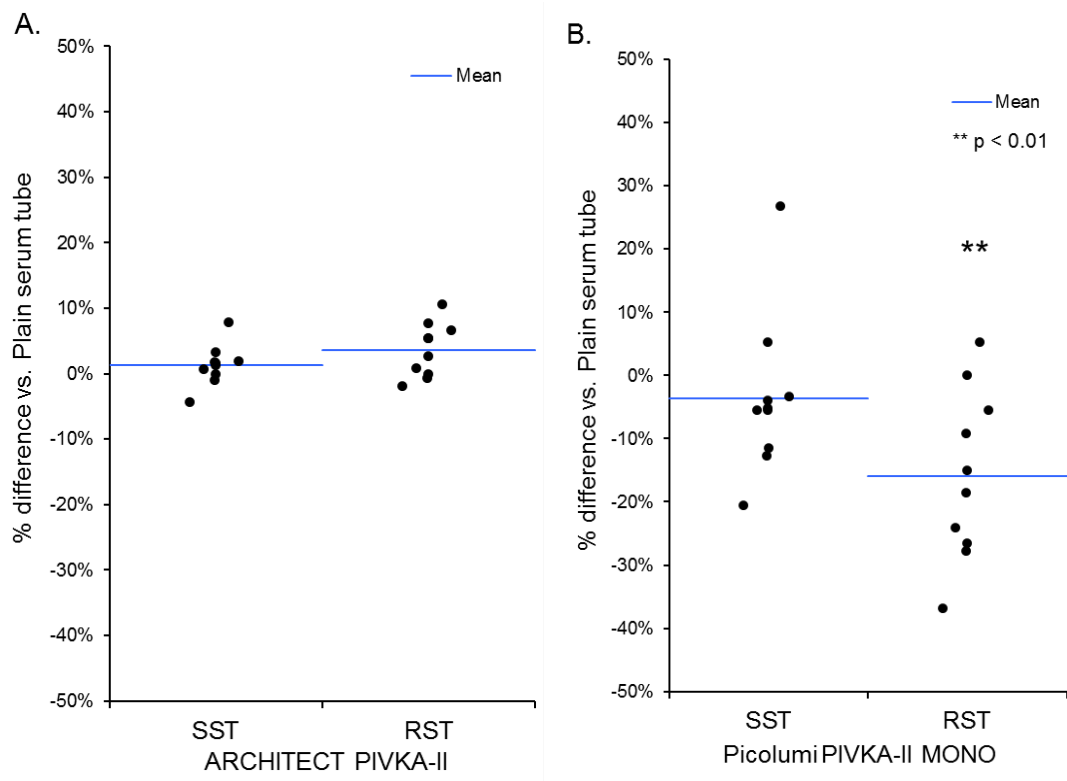 A.
50%
40%
30%
20%
10%
0%
-10%
-20%
-30%
-40%
-50%
% difference vs. Plain serum tube
Mean
SST RST
ARCHITECT PIVKA-II
B.
50%
40%
30%
20%
10%
0%
-10%
-20%
-30%
-40%
-50%
% difference vs. Plain serum tube
Mean
** p < 0.01
**
SST RST
Picolumi PIVKA-II MONO